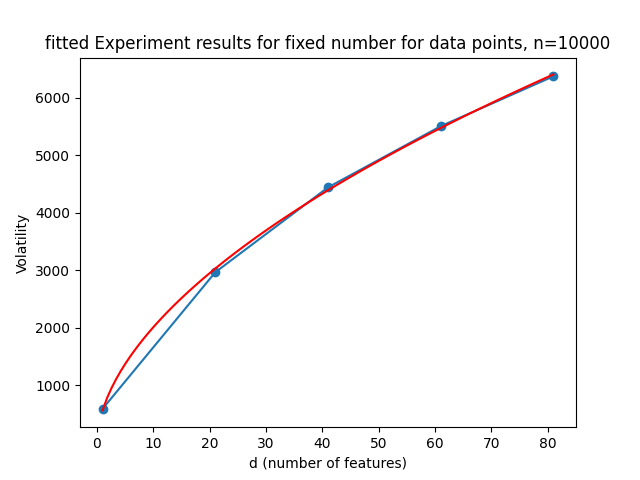 fitted Experiment results for fixed number for data points, n=10000
6000
5000
4000
3000
2000
1000
Volatility
0 10 20 30 40 50 60 70 80
d (number of features)